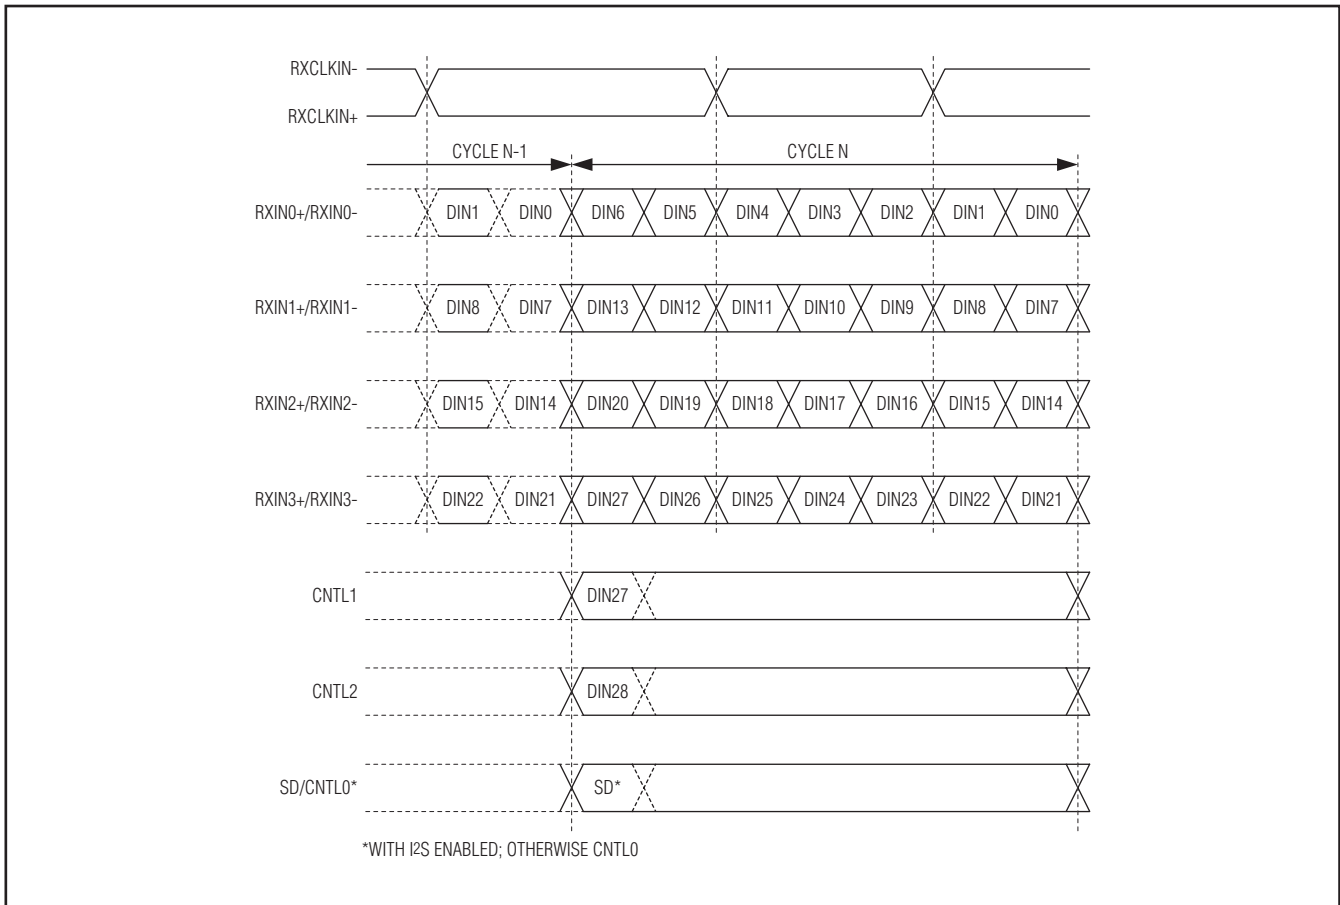 RXCLKIN-
RXCLKIN+
CYCLE N-1 CYCLE N
RXIN0+/RXIN0- DIN1 DIN0 DIN6 DIN5 DIN4 DIN3 DIN2 DIN1 DIN0
RXIN1+/RXIN1- DIN8 DIN7 DIN13 DIN12 DIN11 DIN10 DIN9 DIN8 DIN7
RXIN2+/RXIN2- DIN15 DIN14 DIN20 DIN19 DIN18 DIN17 DIN16 DIN15 DIN14
RXIN3+/RXIN3- DIN22 DIN21 DIN27 DIN26 DIN25 DIN24 DIN23 DIN22 DIN21
CNTL1 DIN27
CNTL2 DIN28
SD/CNTL0* SD*
*WITH I2S ENABLED; OTHERWISE CNTL0